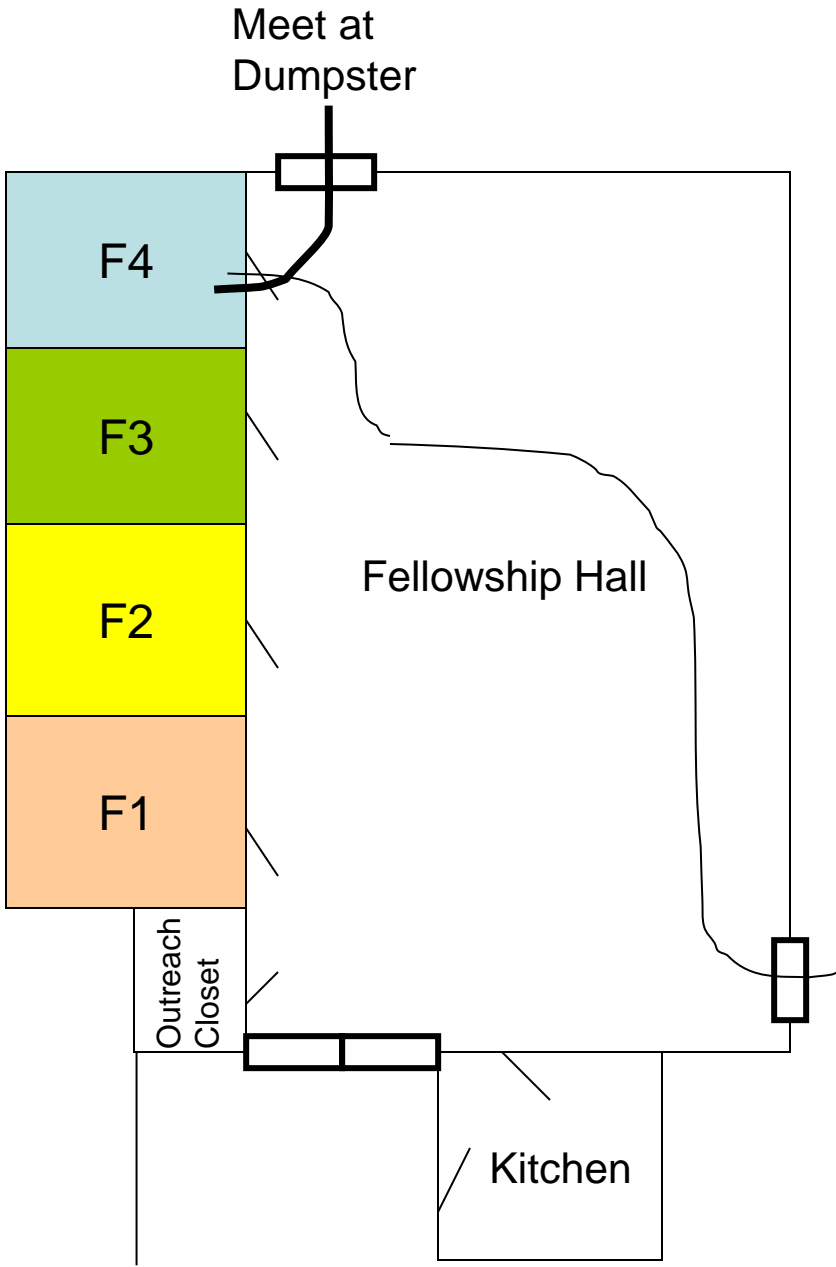 Meet at
Dumpster
F4
F3
Fellowship Hall
F2
F1
Outreach
Closet
Kitchen